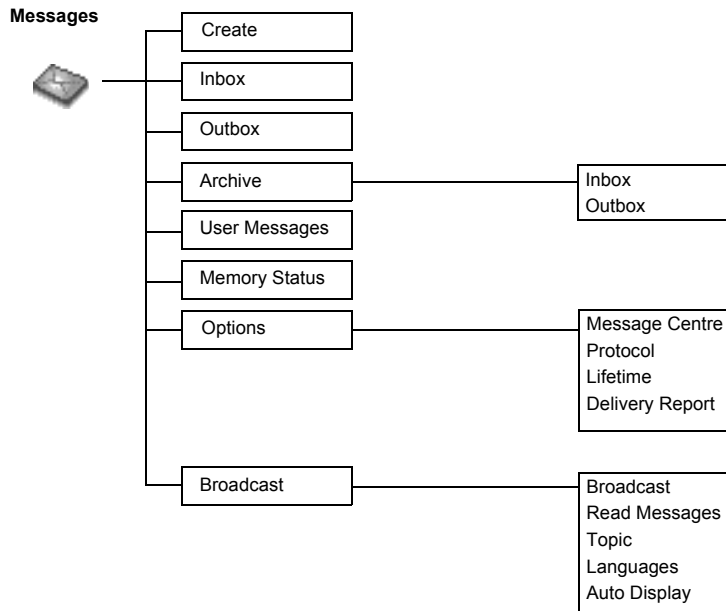 Messages
Create
Inbox
Outbox
Archive
Inbox
Outbox
User Messages
Memory Status
Options
Message Centre
Protocol
Lifetime
Delivery Report
Broadcast
Broadcast
Read Messages
Topic
Languages
Auto Display